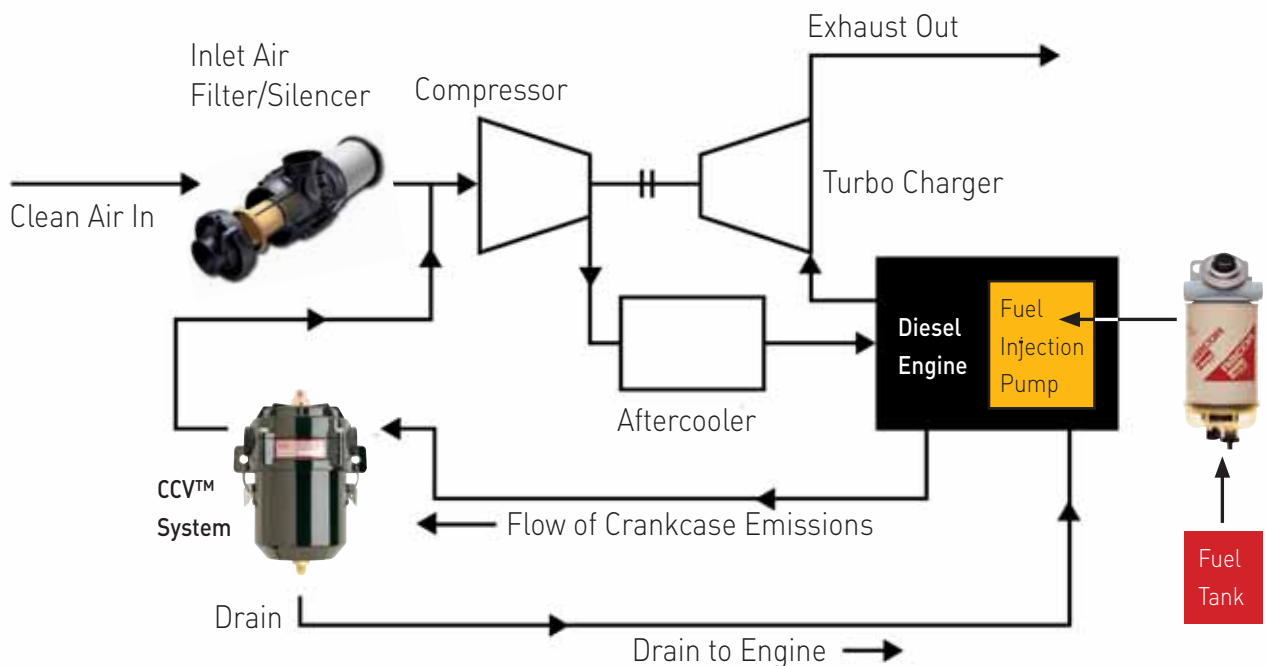 Exhaust Out
Inlet Air
Filter/Silencer
Compressor
Clean Air In
Turbo Charger
Diesel
Engine
Fuel
Injection
Pump
RACOR
Aftercooler
CCV™
System
Flow of Crankcase Emissions
Fuel
Tank
Drain
Drain to Engine